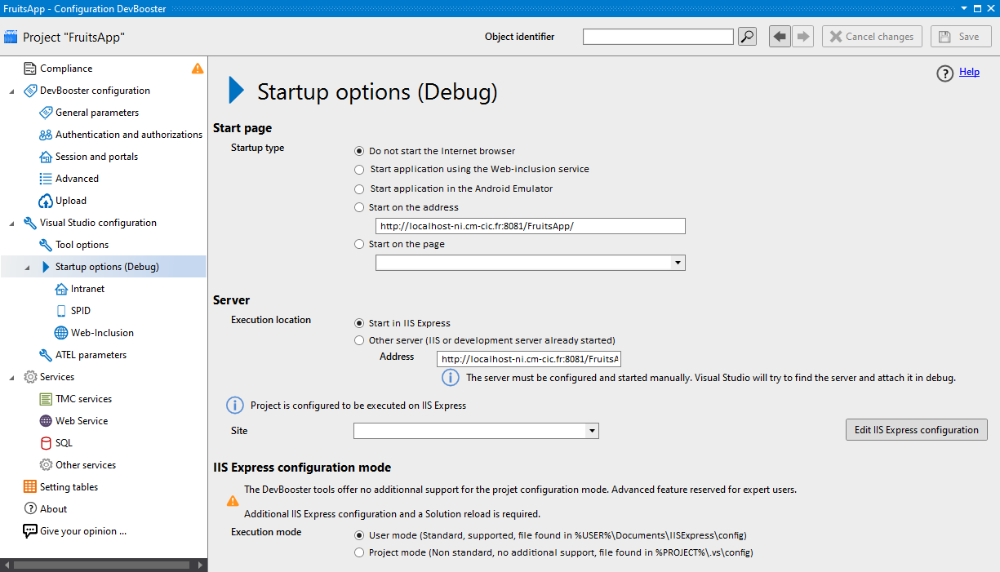 FruitsApp - Configuration DevBooster
Project "FruitsApp"
Object identifier
Cancel changes
Save
Compliance
DevBooster configuration
General parameters
Authentication and authorizations
Session and portals
Advanced
Upload
Visual Studio configuration
Tool options
Startup options (Debug)
Intranet
SPID
Web-Inclusion
ATEL parameters
Services
TMC services
Web Service
SQL
Other services
Setting tables
About
Give your opinion ...
Help
Startup options (Debug)
Start page
Startup type
Do not start the Internet browser
Start application using the Web-inclusion service
Start application in the Android Emulator
Start on the address
http://localhost-ni.cm-cic.fr:8081/FruitsApp/
Start on the page
Server
Execution location
Start in IIS Express
Other server (IIS or development server already started)
Address http://localhost-ni.cm-cic.fr:8081/FruitsA
The server must be configured and started manually. Visual Studio will try to find the server and attach it in debug.
Project is configured to be executed on IIS Express
Site
Edit IIS Express configuration
IIS Express configuration mode
The DevBooster tools offer no additionnal support for the projet configuration mode. Advanced feature reserved for expert users.
Additional IIS Express configuration and a Solution reload is required.
Execution mode
User mode (Standard, supported, file found in %USER%\Documents\IISExpress\config)
Project mode (Non standard, no additional support, file found in %PROJECT%\.vs\config)